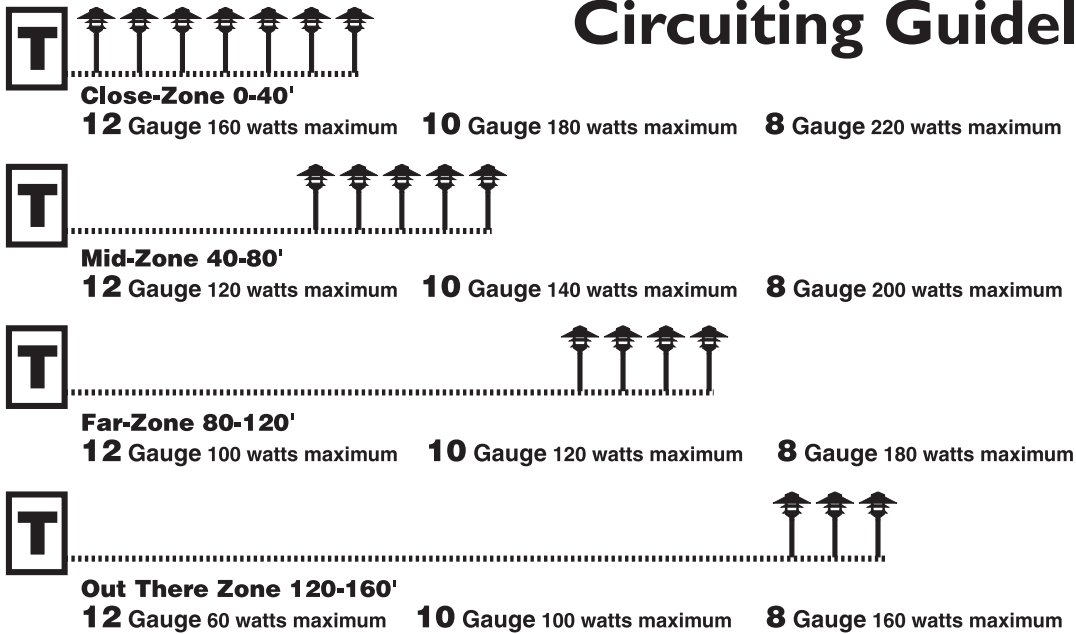 Circuiting Guidel
T
Close-Zone 0-40'
12 Gauge 160 watts maximum 10 Gauge 180 watts maximum 8 Gauge 220 watts maximum
T
Mid-Zone 40-80'
12 Gauge 120 watts maximum 10 Gauge 140 watts maximum 8 Gauge 200 watts maximum
T
Far-Zone 80-120'
12 Gauge 100 watts maximum 10 Gauge 120 watts maximum 8 Gauge 180 watts maximum
T
Out There Zone 120-160'
12 Gauge 60 watts maximum 10 Gauge 100 watts maximum 8 Gauge 160 watts maximum